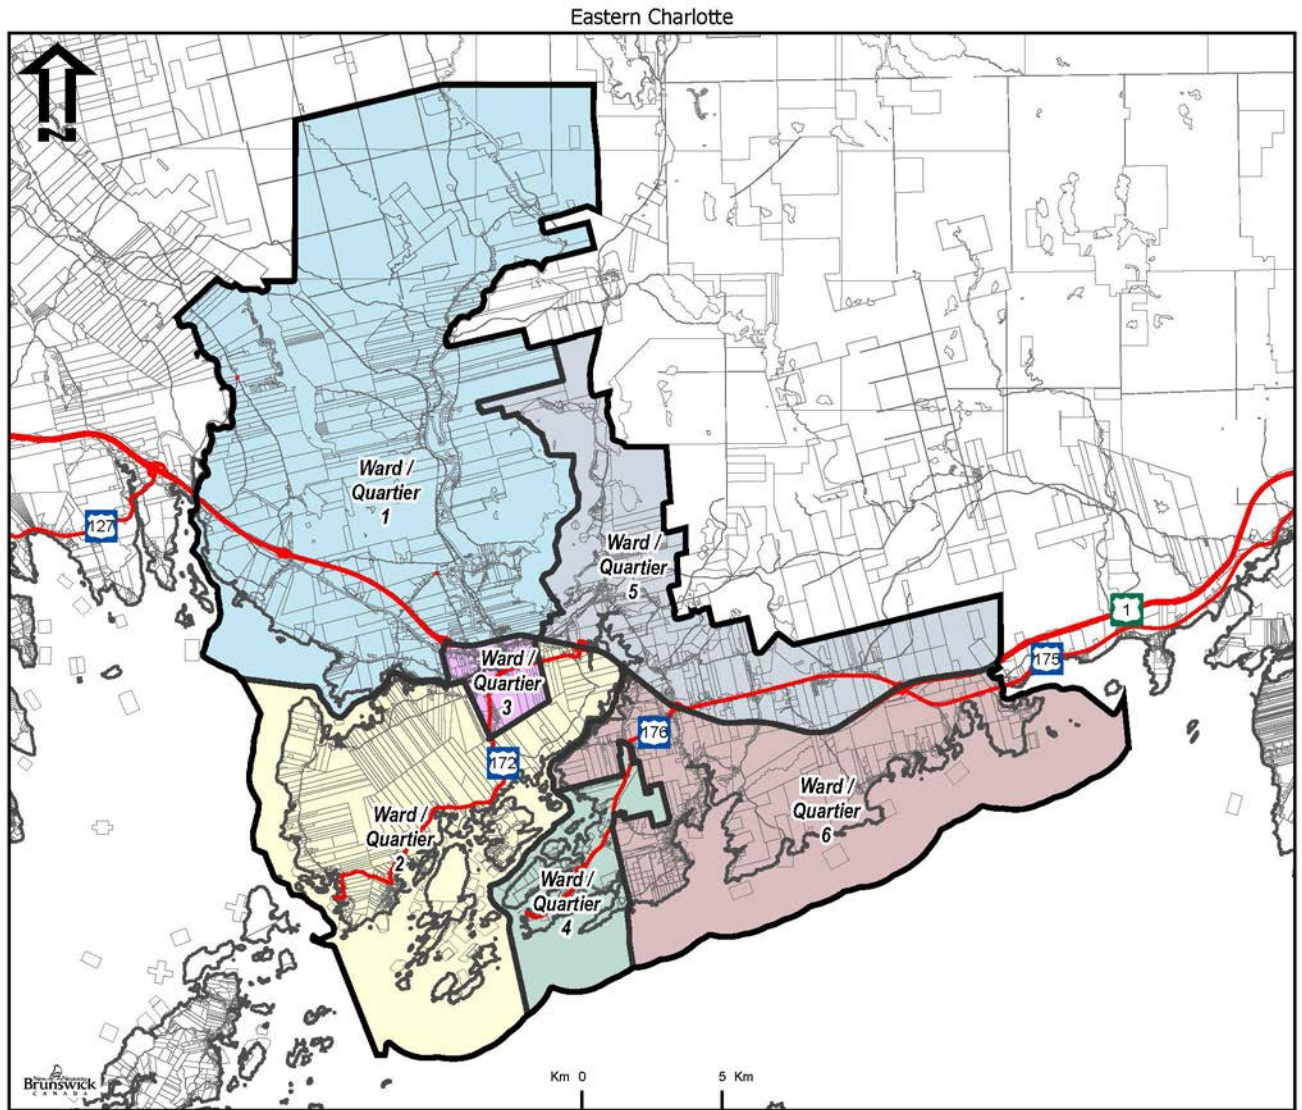 Eastern Charlotte
N
Ward /
Quartier
1
127
Ward /
Quartier
5
1
Ward /
Quartier
3
175
176
172
Ward /
Quartier
6
Ward /
Quartier
2
Ward /
Quartier
4
Brunswick
CANADA
Km 0 5 Km